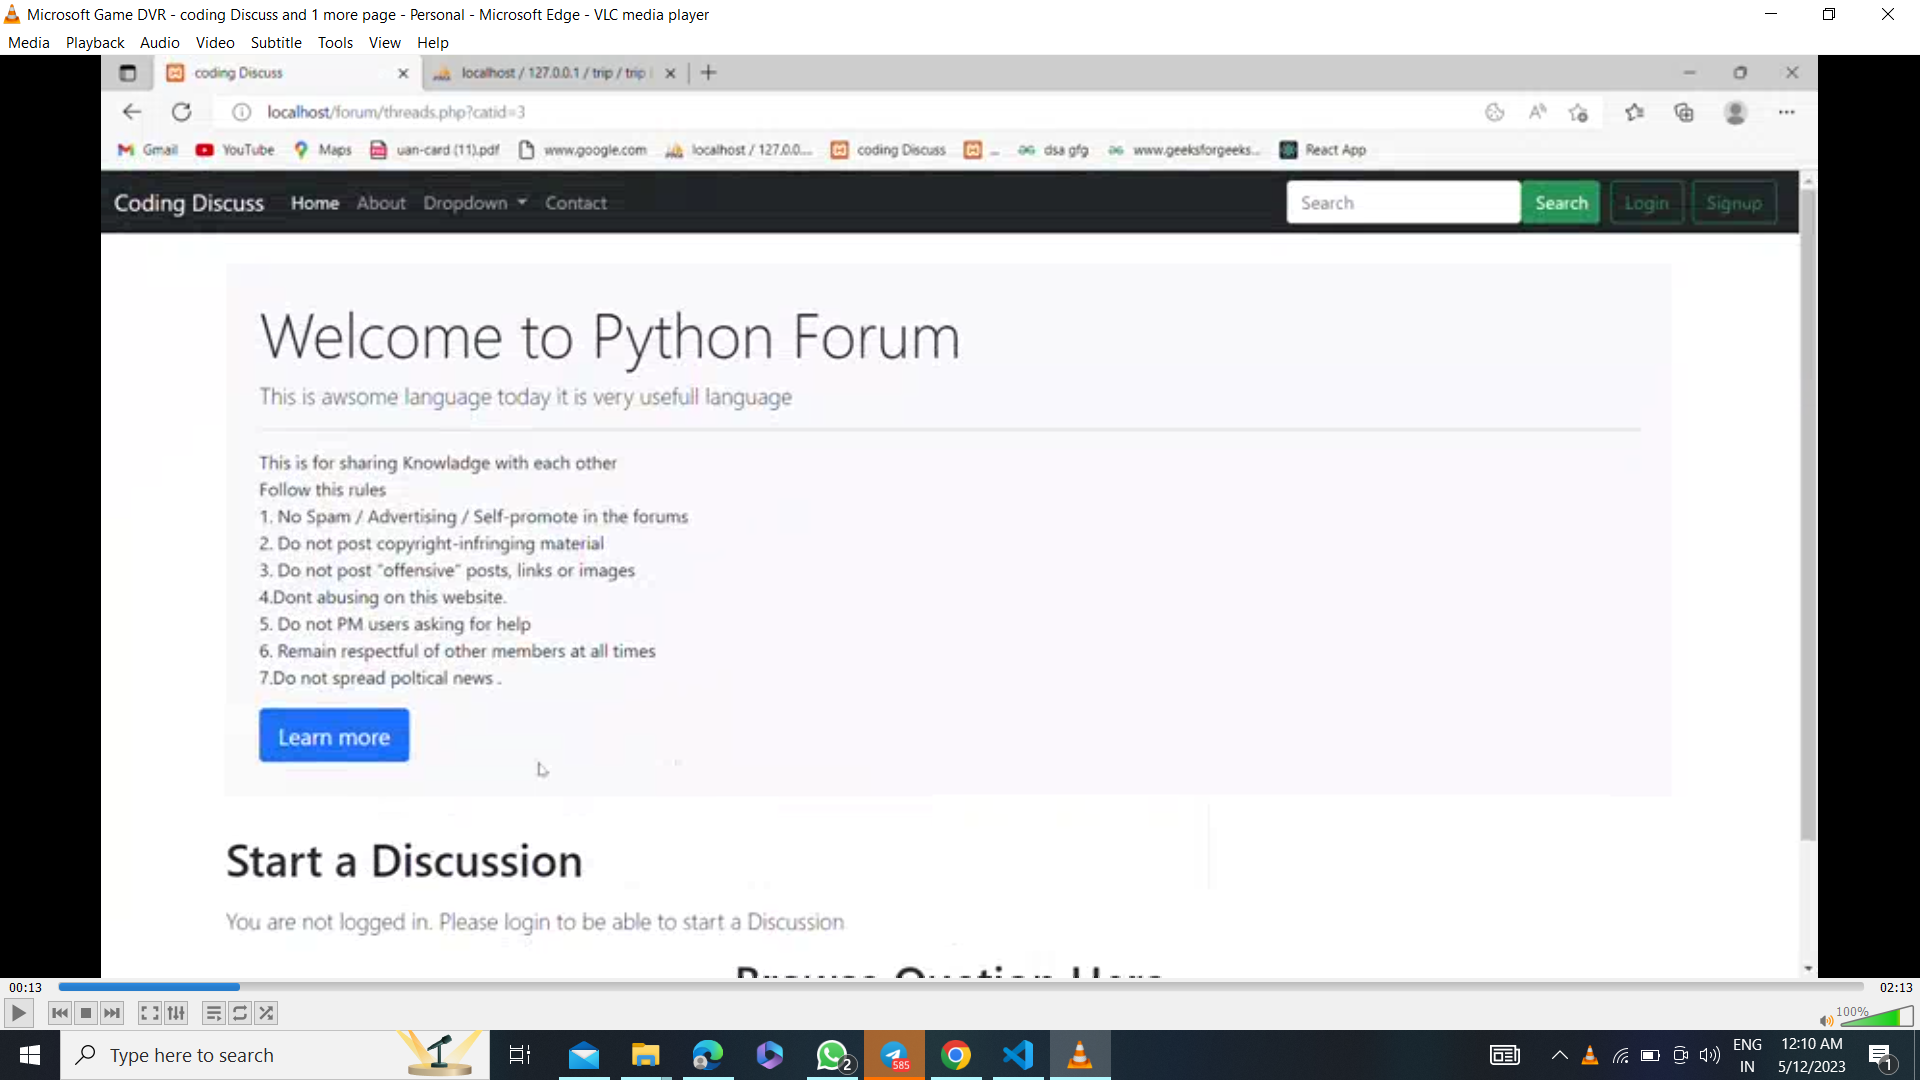 Microsoft Game DVR - coding Discuss and 1 more page - Personal - Microsoft Edge - VLC media player
Media Playback Audio Video Subtitle Tools View Help
coding Discuss localhost / 127.0.0.1 / trip / trip
localhost/forum/threads.php?catid=3
Gmail YouTube Maps uan-card (11).pdf www.google.com localhost / 127.0.0... coding Discuss ... dsa gfg www.geeksforgeeks... React App
Coding Discuss Home About Dropdown Contact Search Search Login Signup
Welcome to Python Forum
This is awsome language today it is very usefull language
This is for sharing Knowladge with each other
Follow this rules
1. No Spam / Advertising / Self-promote in the forums
2. Do not post copyright-infringing material
3. Do not post "offensive" posts, links or images
4.Dont abusing on this website.
5. Do not PM users asking for help
6. Remain respectful of other members at all times
7.Do not spread poltical news .
Learn more
Start a Discussion
You are not logged in. Please login to be able to start a Discussion
Browse Quetion Here
00:13 02:13
100%
Type here to search 2 585 ENG IN 12:10 AM 5/12/2023 1